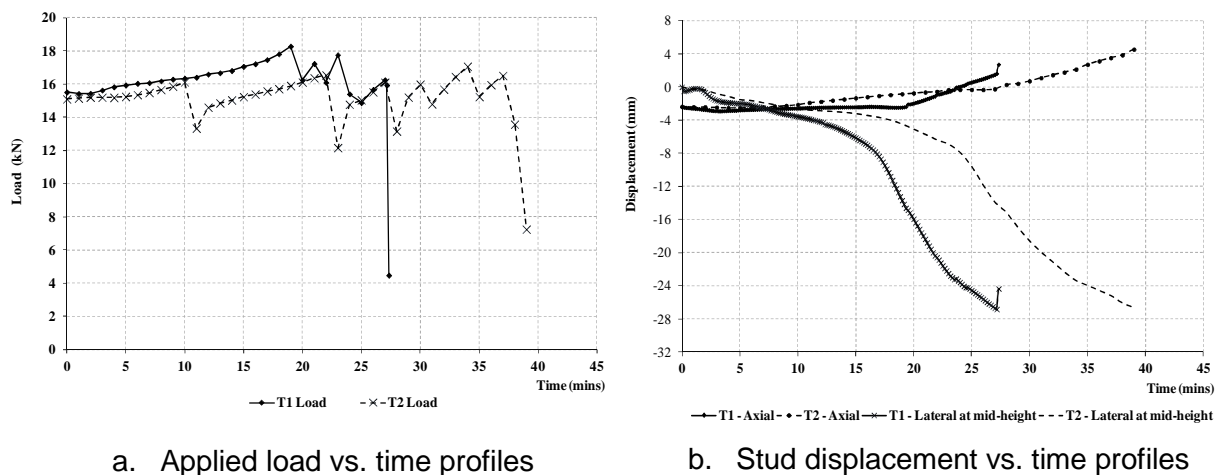 20
18
16
14
12
10
8
6
4
2
0
Load (kN)
0 5 10 15 20 25 30 35 40 45
Time (mins)
T1 Load T2 Load
a. Applied load vs. time profiles
8
4
0
-4
-8
-12
-16
-20
-24
-28
-32
Displacement (mm)
0 5 10 15 20 25 30 35 40 45
Time (mins)
T1 - Axial T2 - Axial T1 - Lateral at mid-height T2 - Lateral at mid-height
b. Stud displacement vs. time profiles